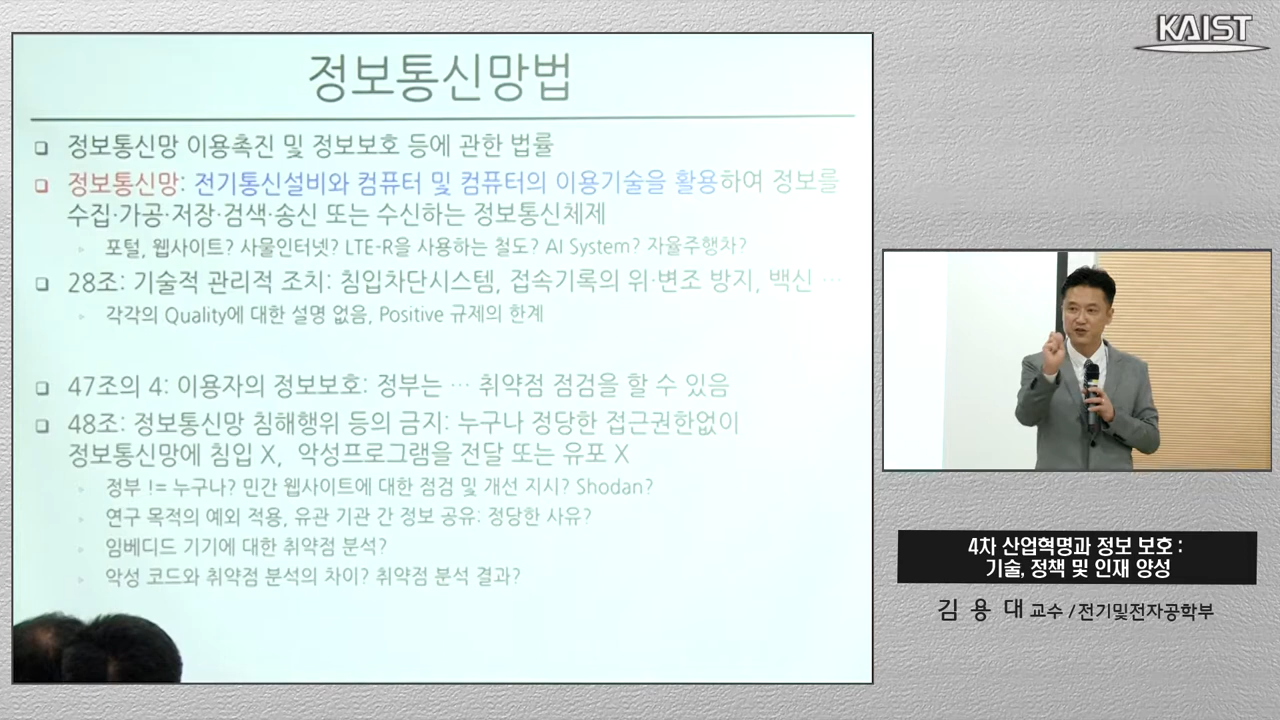 KAIST
정보통신망법
정보통신망 이용촉진 및 정보보호 등에 관한 법률
정보통신망: 전기통신설비와 컴퓨터 및 컴퓨터의 이용기술을 활용하여 정보를
수집·가공·저장·검색·송신 또는 수신하는 정보통신체제
포털, 웹사이트? 사물인터넷? LTE-R을 사용하는 철도? AI System? 자율주행차?
28조: 기술적 관리적 조치: 침입차단시스템, 접속기록의 위·변조 방지, 백신 …
각각의 Quality에 대한 설명 없음, Positive 규제의 한계
47조의 4: 이용자의 정보보호: 정부는 … 취약점 점검을 할 수 있음
48조: 정보통신망 침해행위 등의 금지: 누구나 정당한 접근권한없이
정보통신망에 침입 X, 악성프로그램을 전달 또는 유포 X
정부 != 누구나? 민간 웹사이트에 대한 점검 및 개선 지시? Shodan?
연구 목적의 예외 적용, 유관 기관 간 정보 공유: 정당한 사유?
임베디드 기기에 대한 취약점 분석?
악성 코드와 취약점 분석의 차이? 취약점 분석 결과?
4차 산업혁명과 정보 보호 :
기술, 정책 및 인재 양성
김 용 대 교수 / 전기및전자공학부